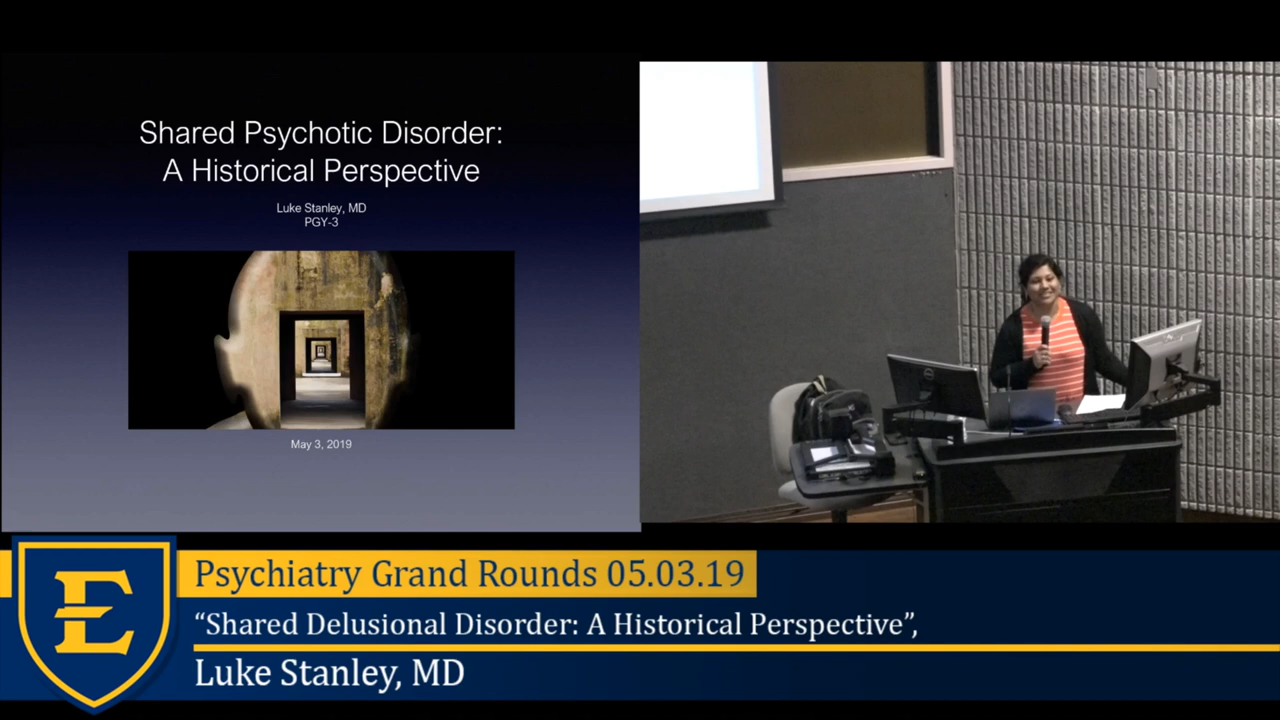 Shared Psychotic Disorder:
A Historical Perspective
Luke Stanley, MD
PGY-3
May 3, 2019
E
Psychiatry Grand Rounds 05.03.19
“Shared Delusional Disorder: A Historical Perspective”,
Luke Stanley, MD